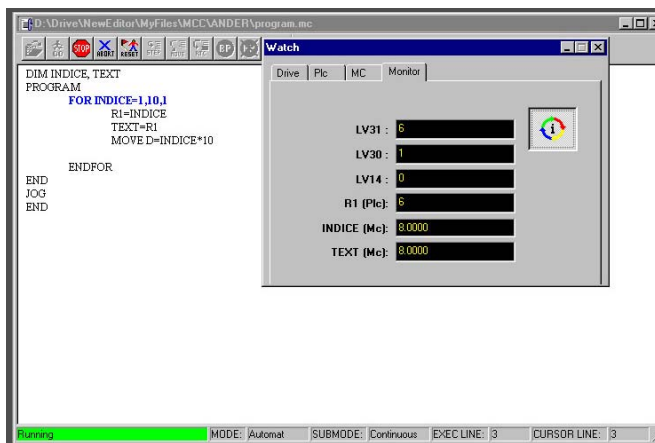 D:\Drive\NewEditor\MyFiles\MCC\ANDER\program.mc
STOP
ABORT
RESET
BP
DIM INDICE, TEXT
PROGRAM
FOR INDICE=1,10,1
R1=INDICE
TEXT=R1
MOVE D=INDICE*10
ENDFOR
END
JOG
END
Watch
Drive Plc MC Monitor
LV31 : 6
LV30 : 1
LV14 : 0
R1 (Plc): 6
INDICE (Mc): 8.0000
TEXT (Mc): 8.0000
Running MODE: Automat SUBMODE: Continuous EXEC LINE: 3 CURSOR LINE: 3